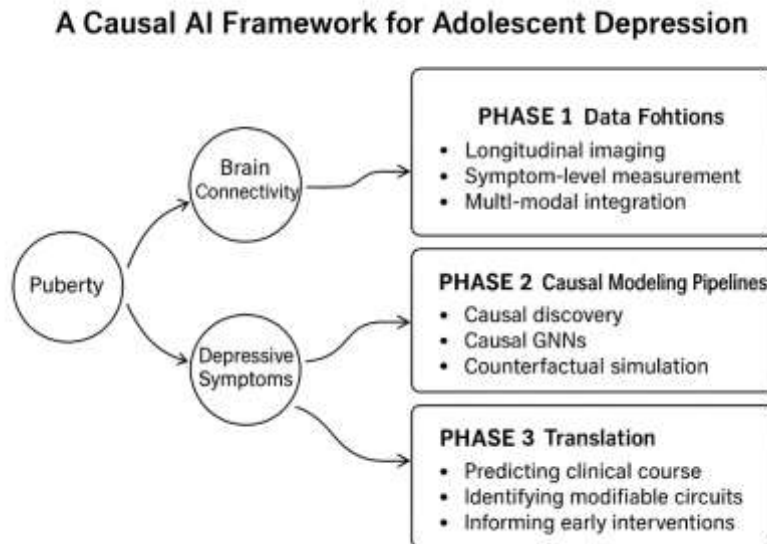 A Causal AI Framework for Adolescent Depression
Puberty
Brain
Connectivity
Depressive
Symptoms
PHASE 1 Data Fohtions
• Longitudinal imaging
• Symptom-level measurement
• Multl-modal integration
PHASE 2 Causal Modeling Pipelines
• Causal discovery
• Causal GNNs
• Counterfactual simulation
PHASE 3 Translation
• Predicting clinical course
• Identifying modifiable circuits
• Informing early interventions